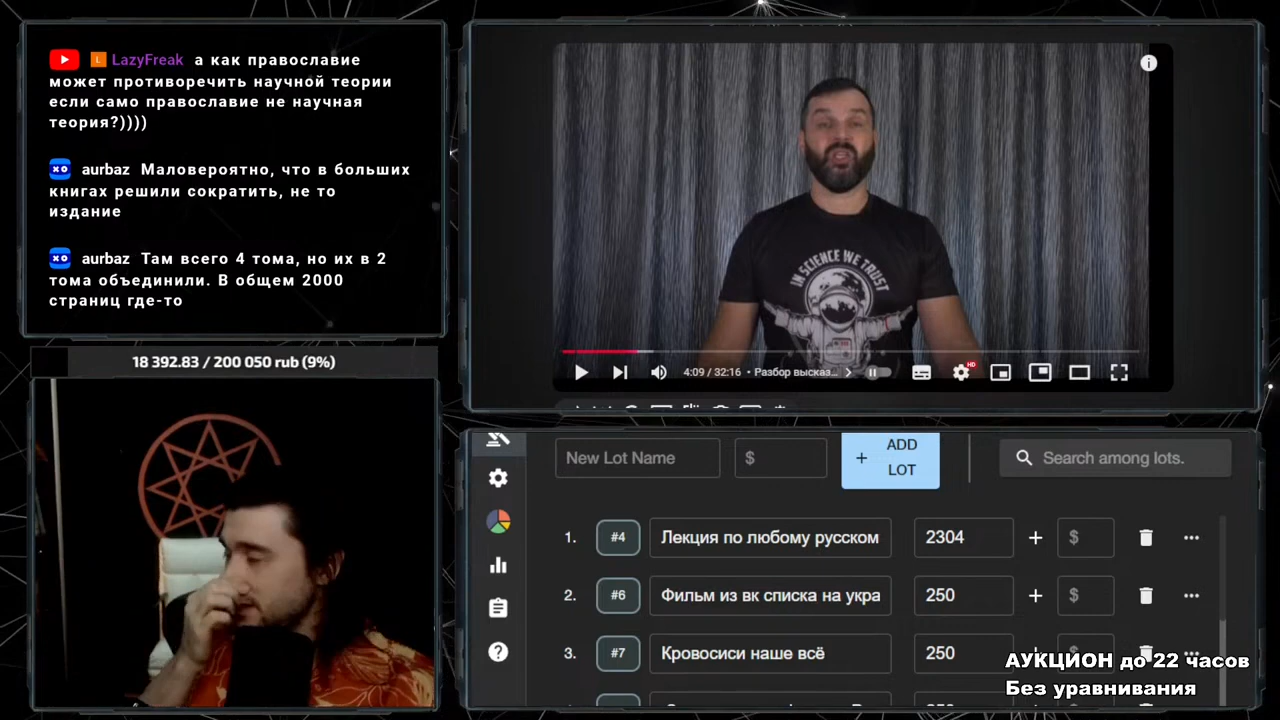 LazyFreak а как православие
может противоречить научной теории
если само православие не научная
теория?))))
aurbaz Маловероятно, что в больших
книгах решили сократить, не то
издание
aurbaz Там всего 4 тома, но их в 2
тома объединили. В общем 2000
страниц где-то
18 392.83 / 200 050 rub (9%)
IN SCIENCE WE TRUST
4:09 / 32:16 • Разбор высказ...
HD
New Lot Name
$
+ ADD
LOT
Search among lots.
1. #4 Лекция по любому русском 2304 + $
2. #6 Фильм из вк списка на укра 250 + $
3. #7 Кровосиси наше всё 250
АУКЦИОН до 22 часов
Без уравнивания